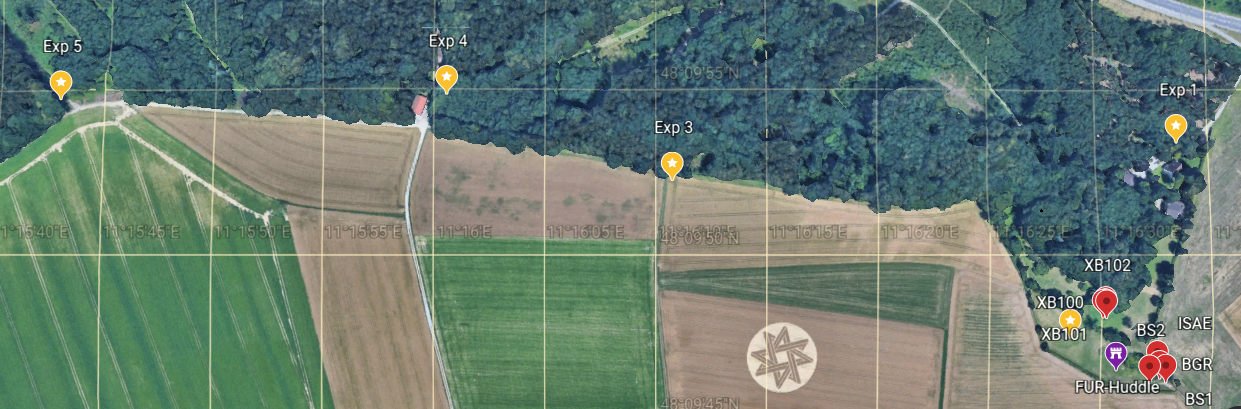 Exp 5
Exp 4
48°09'55"N
Exp 1
Exp 3
11°15'40"E
11°15'45"E
11°15'50"E
11°15'55"E
11°16'E
11°16'05"E
48°09'50"N
11°16'15"E
11°16'20"E
11°16'25"E
11°16'30"E
XB102
XB100
XB101
ISAE
BS2
BGR
FUR-Huddle
BS1
48°09'45"N